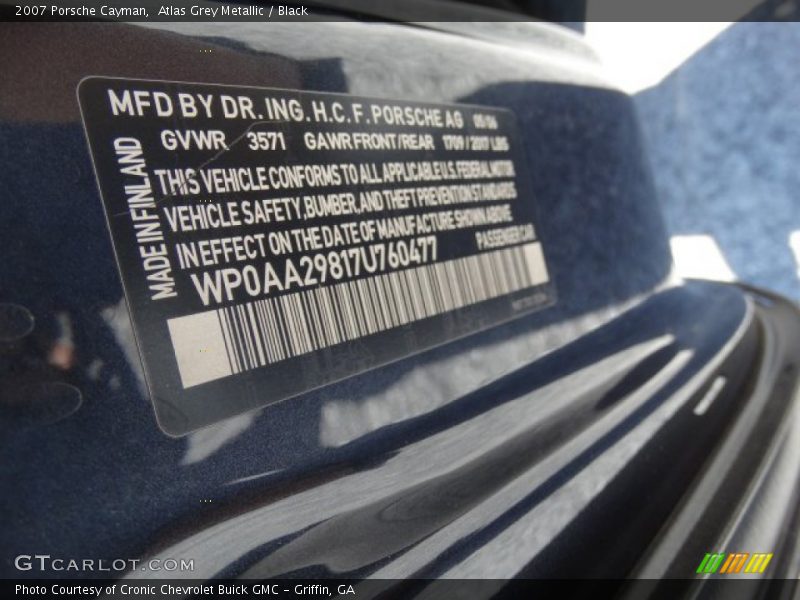 2007 Porsche Cayman,  Atlas Grey Metallic / Black
MFD BY DR. ING. H.C. F. PORSCHE AG 05/06
GVWR 3571 GAWR FRONT/REAR 1709 / 2017 LBS
THIS VEHICLE CONFORMS TO ALL APPLICABLE U.S. FEDERAL MOTOR
VEHICLE SAFETY, BUMBER, AND THEFT PREVENTION STANDARDS
IN EFFECT ON THE DATE OF MANUFACTURE SHOWN ABOVE
WP0AA29817U760477 PASSENGER CAR
MADE IN FINLAND
GTCARLOT.COM
Photo Courtesy of Cronic Chevrolet Buick GMC – Griffin, GA